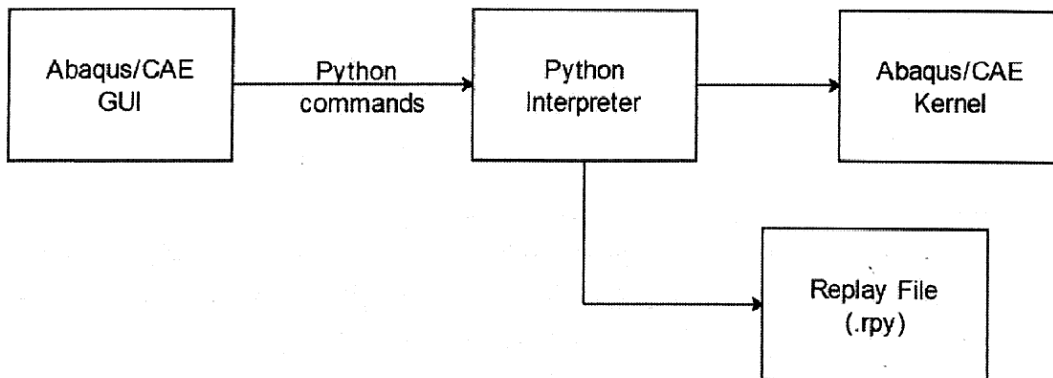 Abaqus/CAE
GUI
Python
commands
Python
Interpreter
Abaqus/CAE
Kernel
Replay File
(.rpy)